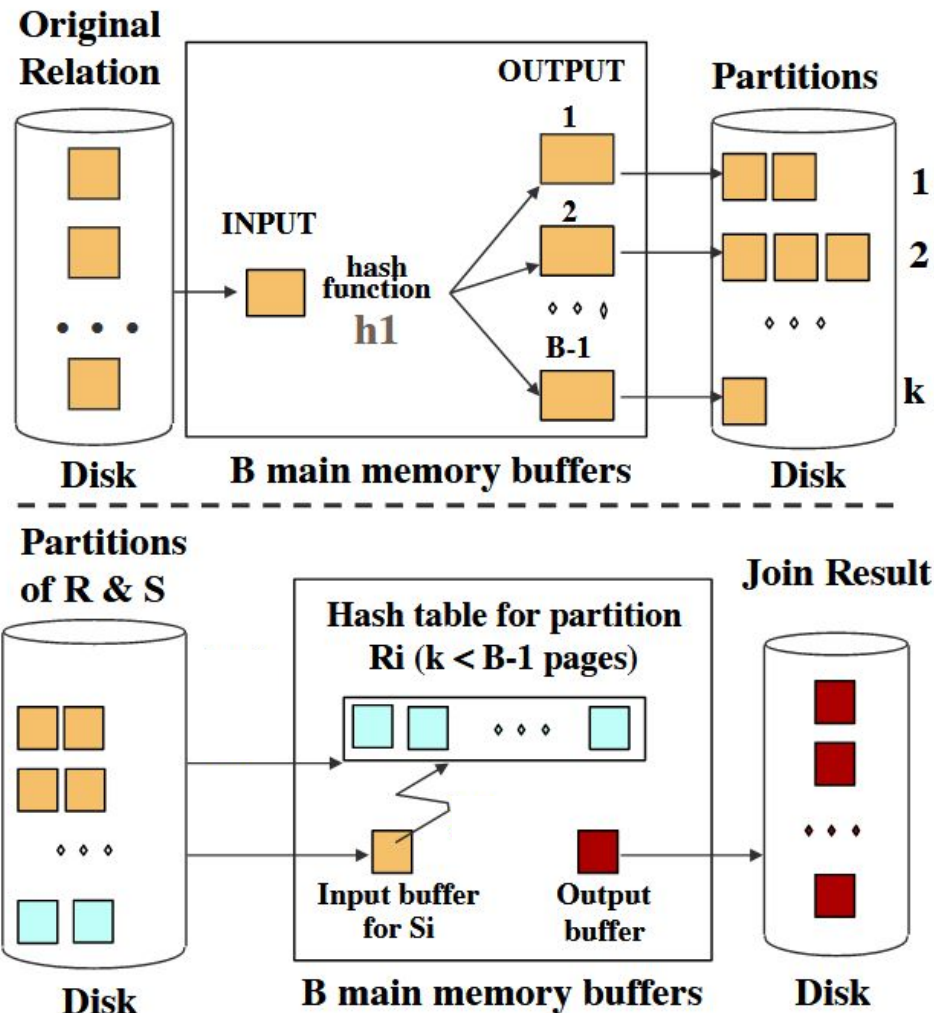 Original
Relation
OUTPUT
Partitions
1
1
INPUT
2
2
hash
function
h1
B-1
k
Disk
B main memory buffers
Disk
Partitions
of R & S
Join Result
Hash table for partition
Ri (k < B-1 pages)
Input buffer
for Si
Output
buffer
Disk
B main memory buffers
Disk